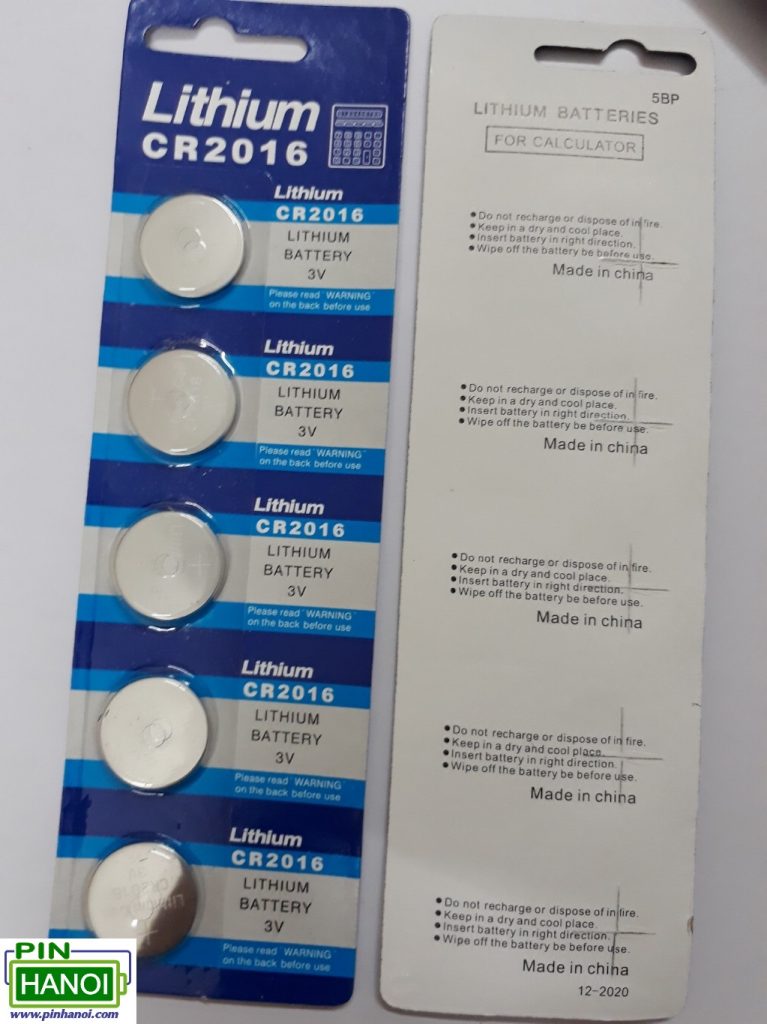 Lithium
CR2016
Lithium
CR2016
LITHIUM
BATTERY
3V
Please read "WARNING"
on the back before use
Lithium
CR2016
LITHIUM
BATTERY
3V
Please read "WARNING"
on the back before use
Lithium
CR2016
LITHIUM
BATTERY
3V
Please read "WARNING"
on the back before use
Lithium
CR2016
LITHIUM
BATTERY
3V
Please read "WARNING"
on the back before use
Lithium
CR2016
LITHIUM
BATTERY
3V
Please read "WARNING"
on the back before use
5BP
LITHIUM BATTERIES
FOR CALCULATOR
•Do not recharge or dispose of in fire.
•Keep in a dry and cool place.
•Insert battery in right direction.
•Wipe off the battery be before use.
Made in china
•Do not recharge or dispose of in fire.
•Keep in a dry and cool place.
•Insert battery in right direction.
•Wipe off the battery be before use.
Made in china
•Do not recharge or dispose of in fire.
•Keep in a dry and cool place.
•Insert battery in right direction.
•Wipe off the battery be before use.
Made in china
•Do not recharge or dispose of in fire.
•Keep in a dry and cool place.
•Insert battery in right direction.
•Wipe off the battery be before use.
Made in china
•Do not recharge or dispose of in fire.
•Keep in a dry and cool place.
•Insert battery in right direction.
•Wipe off the battery be before use.
Made in china
12-2020
PIN
HANOI
www.pinhanoi.com